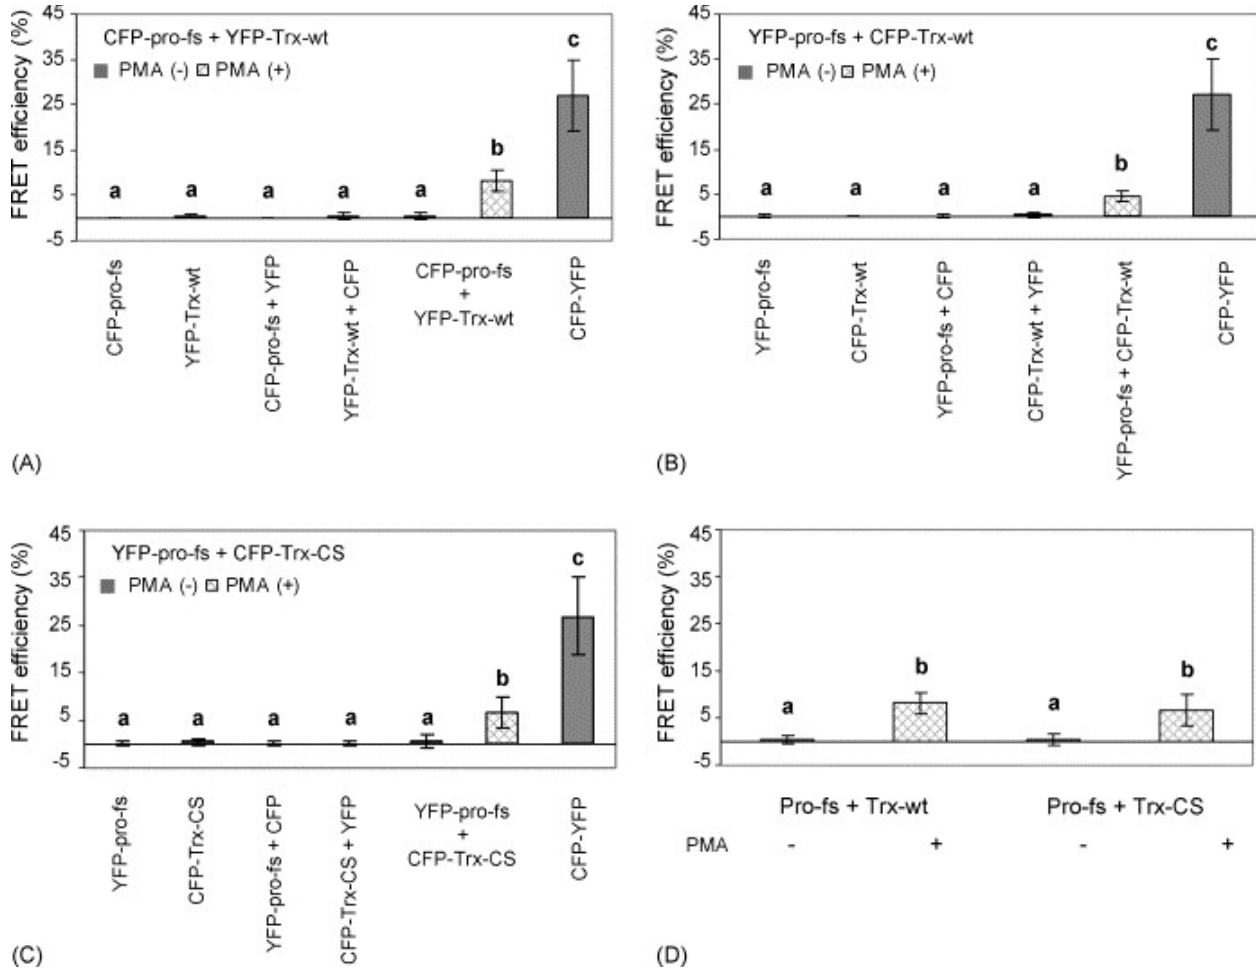 FRET efficiency (%)
45
35
25
15
5
-5
CFP-pro-fs + YFP-Trx-wt
PMA (-) PMA (+)
a
a
a
a
a
b
c
CFP-pro-fs
YFP-Trx-wt
CFP-pro-fs + YFP
YFP-Trx-wt + CFP
CFP-pro-fs
+
YFP-Trx-wt
CFP-YFP
(A)
FRET efficiency (%)
45
35
25
15
5
-5
YFP-pro-fs + CFP-Trx-wt
PMA (-) PMA (+)
a
a
a
a
b
c
YFP-pro-fs
CFP-Trx-wt
YFP-pro-fs + CFP
CFP-Trx-wt + YFP
YFP-pro-fs + CFP-Trx-wt
CFP-YFP
(B)
FRET efficiency (%)
45
35
25
15
5
-5
YFP-pro-fs + CFP-Trx-CS
PMA (-) PMA (+)
a
a
a
a
a
b
c
YFP-pro-fs
CFP-Trx-CS
YFP-pro-fs + CFP
CFP-Trx-CS + YFP
YFP-pro-fs
+
CFP-Trx-CS
CFP-YFP
(C)
FRET efficiency (%)
45
35
25
15
5
-5
a
b
a
b
Pro-fs + Trx-wt
Pro-fs + Trx-CS
PMA - + - +
(D)